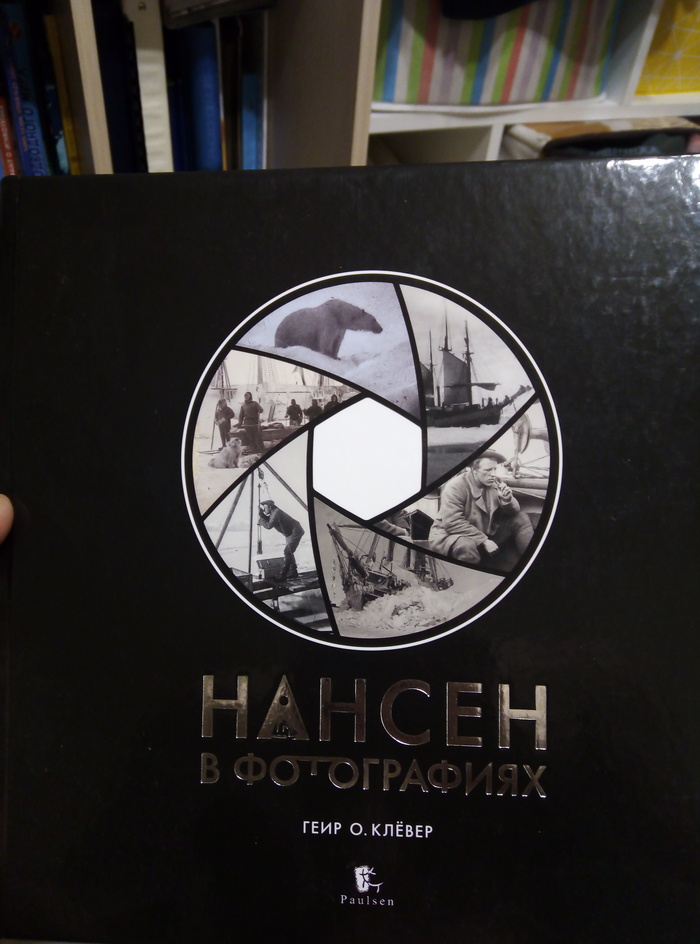 НАНСЕН
В ФОТОГРАФИЯХ
ГЕИР О. КЛЁВЕР
Paulsen